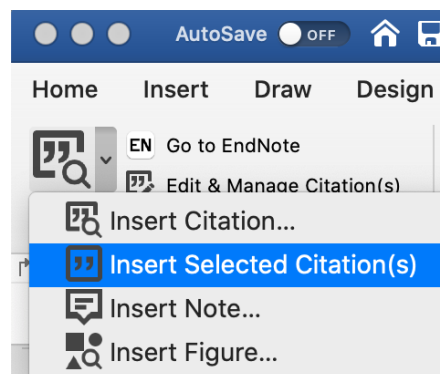 AutoSave OFF
Home Insert Draw Design
EN Go to EndNote
Edit & Manage Citation(s)
Insert Citation...
Insert Selected Citation(s)
Insert Note...
Insert Figure...